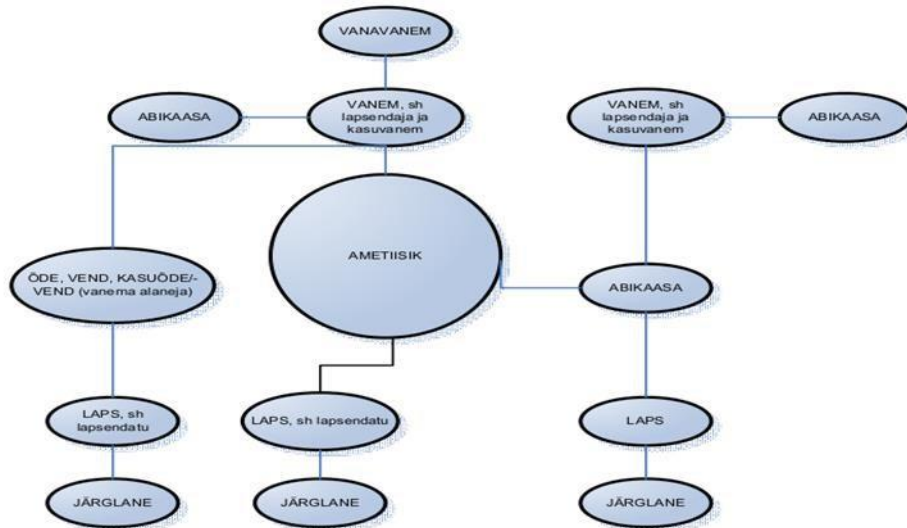 VANAVANEM
ABIKAASA
VANEM, sh
lapsendaja ja
kasuvanem
VANEM, sh
lapsendaja ja
kasuvanem
ABIKAASA
AMETIISIK
ÕDE, VEND, KASUÕDE/-
VEND (vanema alaneja)
ABIKAASA
LAPS, sh
lapsendatu
LAPS, sh lapsendatu
LAPS
JÄRGLANE
JÄRGLANE
JÄRGLANE